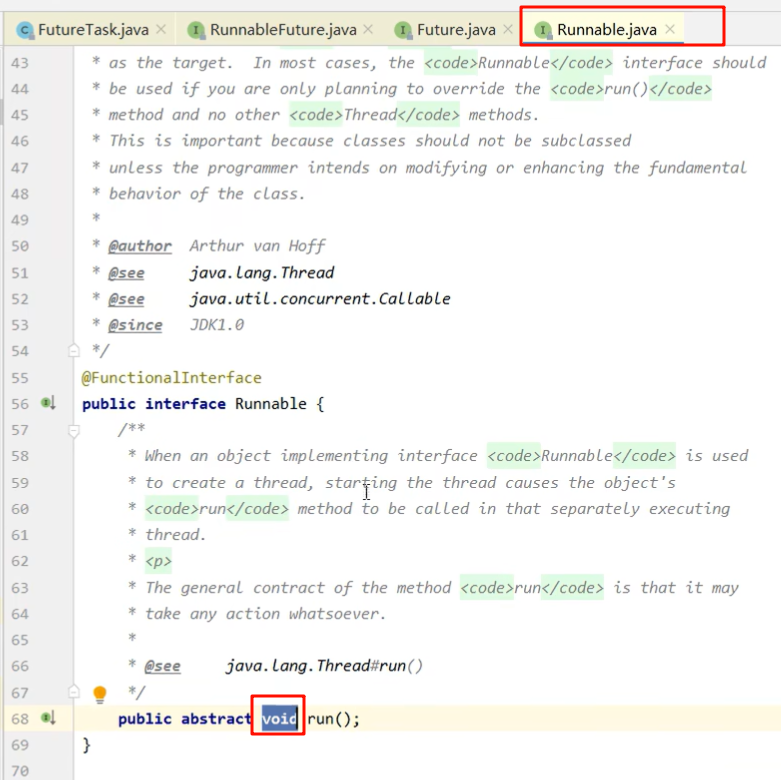 FutureTask.java RunnableFuture.java Future.java Runnable.java
43 * as the target. In most cases, the <code>Runnable</code> interface should
44 * be used if you are only planning to override the <code>run()</code>
45 * method and no other <code>Thread</code> methods.
46 * This is important because classes should not be subclassed
47 * unless the programmer intends on modifying or enhancing the fundamental
48 * behavior of the class.
49 *
50 * @author Arthur van Hoff
51 * @see java.lang.Thread
52 * @see java.util.concurrent.Callable
53 * @since JDK1.0
54 */
55 @FunctionalInterface
56 public interface Runnable {
57 /**
58 * When an object implementing interface <code>Runnable</code> is used
59 * to create a thread, starting the thread causes the object's
60 * <code>run</code> method to be called in that separately executing
61 * thread.
62 * <p>
63 * The general contract of the method <code>run</code> is that it may
64 * take any action whatsoever.
65 *
66 * @see java.lang.Thread#run()
67 */
68 public abstract void run();
69 }
70